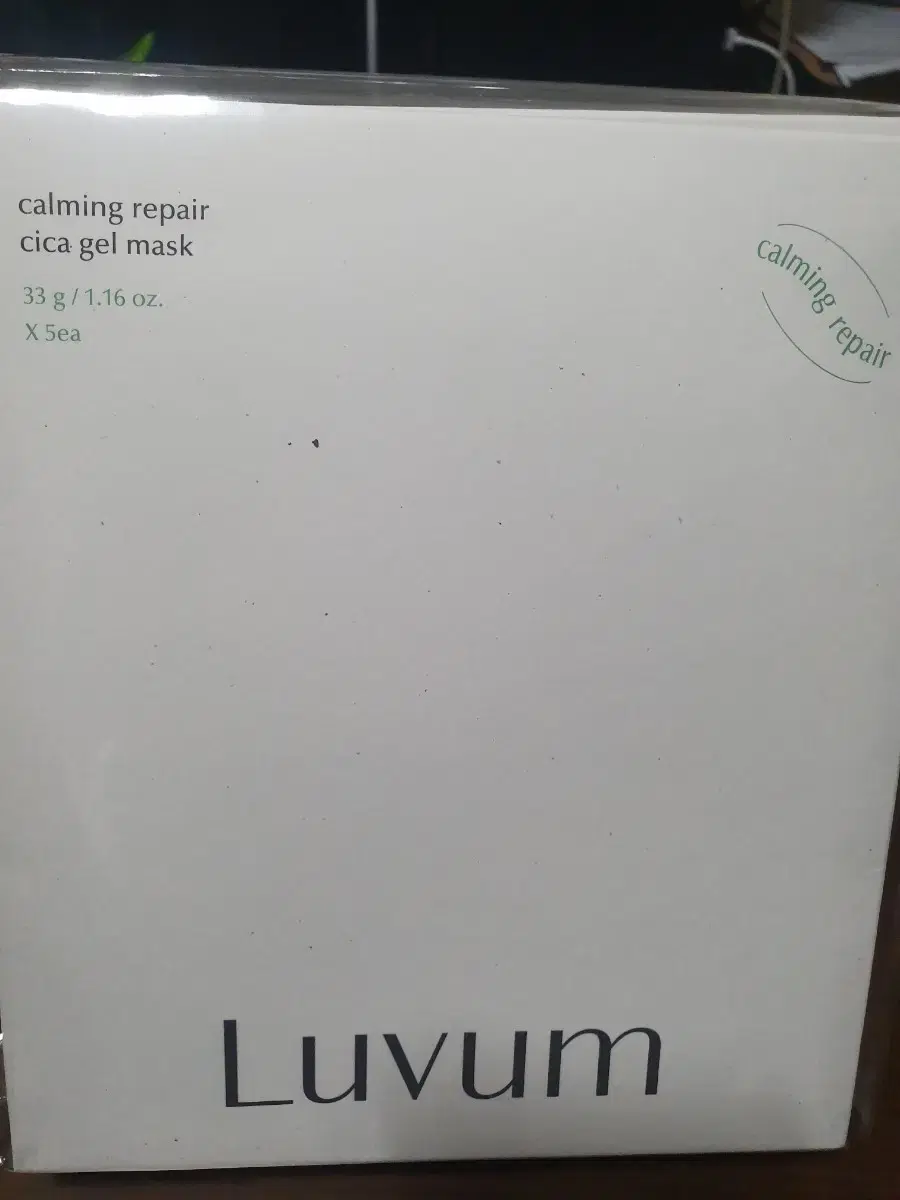 calming repair
cica gel mask
33 g / 1.16 oz.
X 5ea
calming repair
Luvum